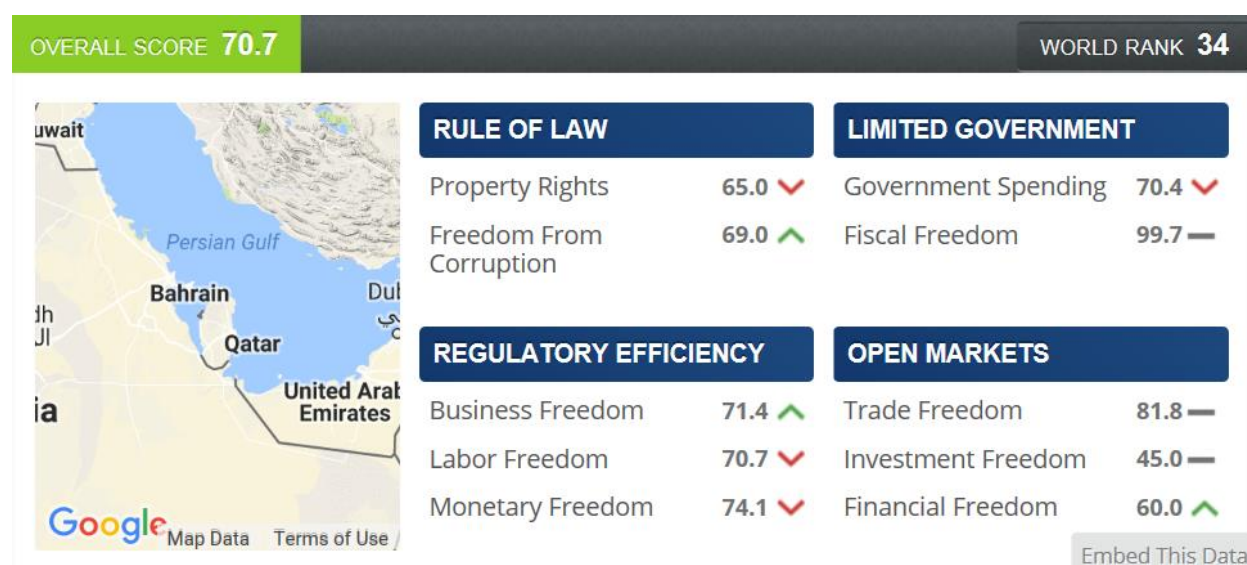 OVERALL SCORE 70.7
WORLD RANK 34
uwait
Persian Gulf
Bahrain
Dub
دبي
dh
ال
Qatar
United Arab
Emirates
ia
Google
Map Data
Terms of Use
RULE OF LAW
Property Rights 65.0
Freedom From
Corruption 69.0
LIMITED GOVERNMENT
Government Spending 70.4
Fiscal Freedom 99.7
REGULATORY EFFICIENCY
Business Freedom 71.4
Labor Freedom 70.7
Monetary Freedom 74.1
OPEN MARKETS
Trade Freedom 81.8
Investment Freedom 45.0
Financial Freedom 60.0
Embed This Data